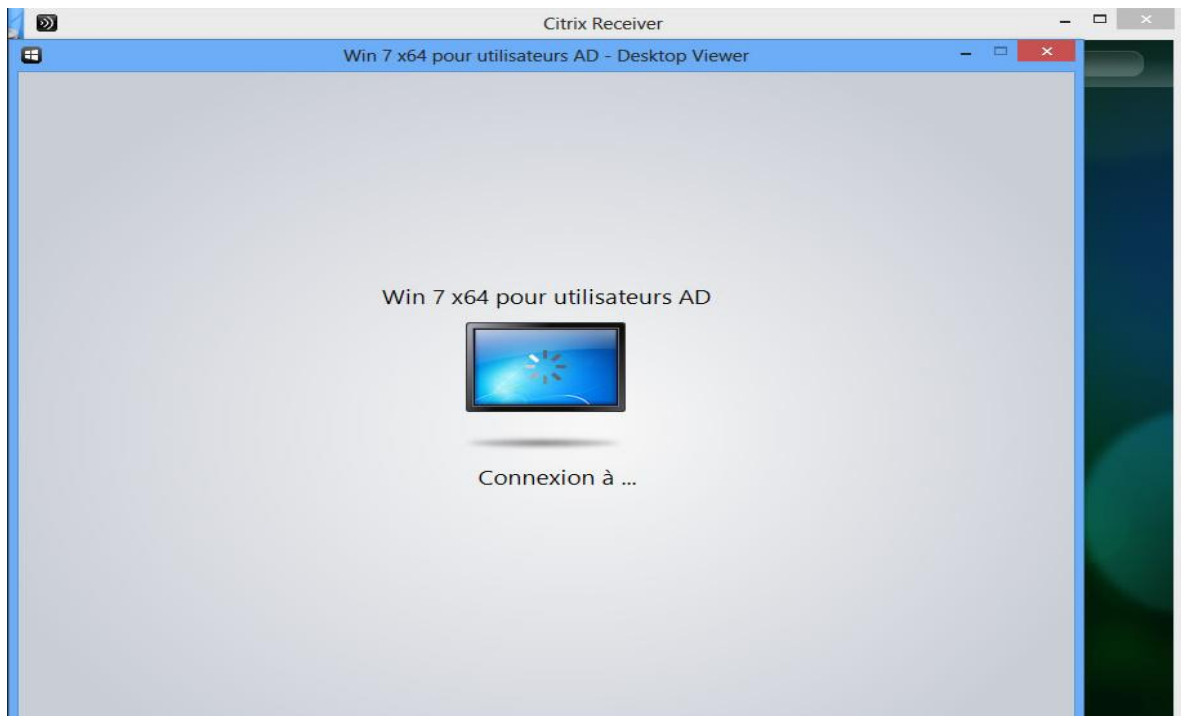 Citrix Receiver
Win 7 x64 pour utilisateurs AD - Desktop Viewer
Win 7 x64 pour utilisateurs AD
Connexion à ...